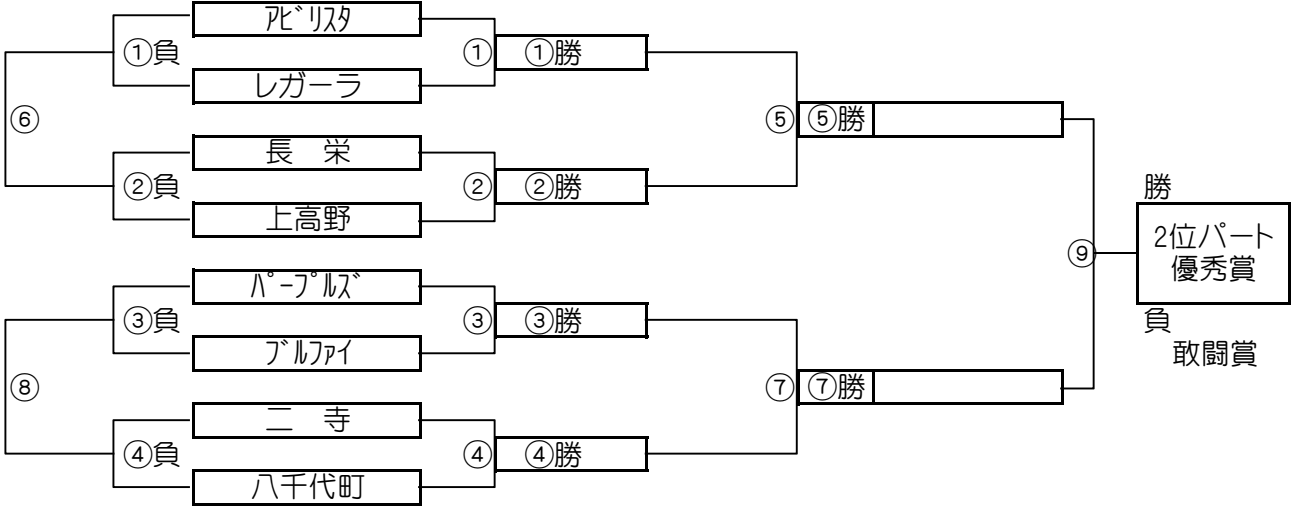 ｱﾋﾞﾘｽﾀ
①負 ① ①勝
レガーラ
⑥ ⑤ ⑤勝
長　栄
②負 ② ②勝 勝
上高野
⑨ 2位パート
優秀賞
ﾊﾟｰﾌﾟﾙｽﾞ
③負 ③ ③勝 負
ﾌﾞﾙﾌｧｲ 敢闘賞
⑧ ⑦ ⑦勝
二　寺
④負 ④ ④勝
八千代町